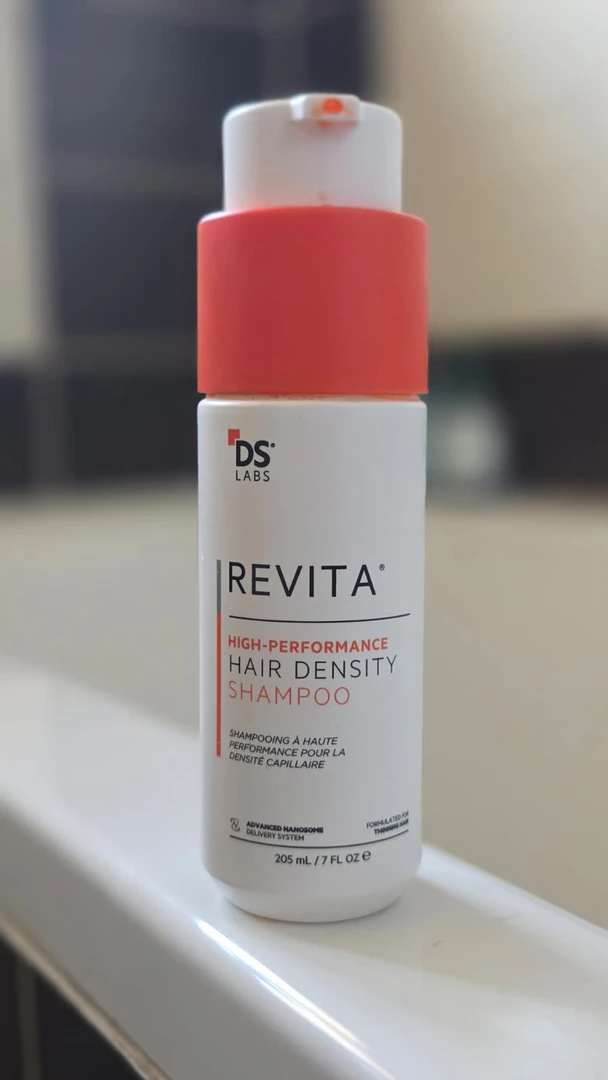 DS®
LABS
REVITA®
HIGH-PERFORMANCE
HAIR DENSITY
SHAMPOO
SHAMPOOING À HAUTE
PERFORMANCE POUR LA
DENSITÉ CAPILLAIRE
ADVANCED NANOSOME
DELIVERY SYSTEM
FORMULATED FOR
THINNING HAIR
205 mL / 7 FL OZ ℮